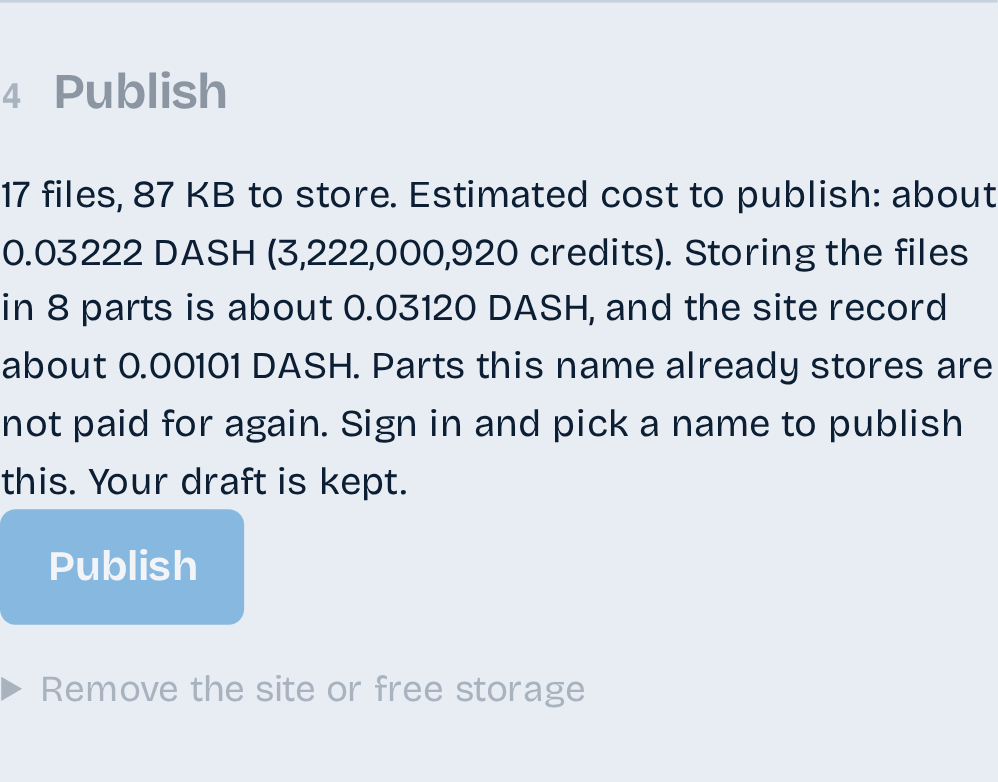 4 Publish
17 files, 87 KB to store. Estimated cost to publish: about
0.03222 DASH (3,222,000,920 credits). Storing the files
in 8 parts is about 0.03120 DASH, and the site record
about 0.00101 DASH. Parts this name already stores are
not paid for again. Sign in and pick a name to publish
this. Your draft is kept.
Publish
Remove the site or free storage